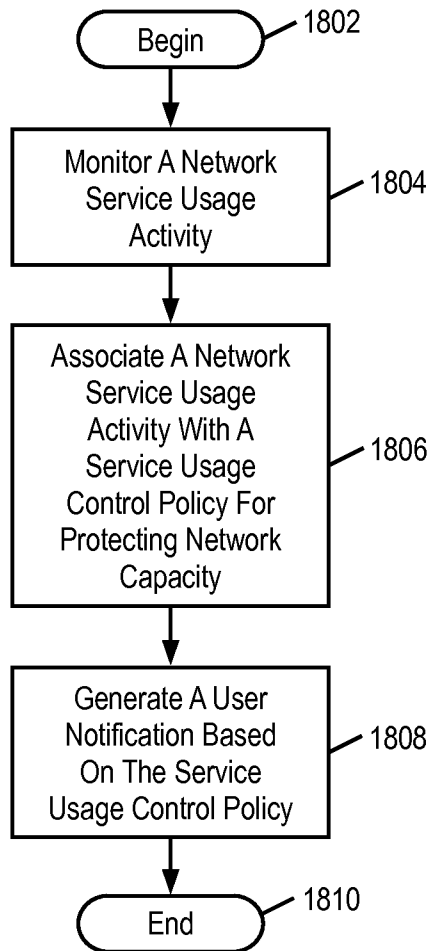 Begin
1802
Monitor A Network
Service Usage
Activity
1804
Associate A Network
Service Usage
Activity With A
Service Usage
Control Policy For
Protecting Network
Capacity
1806
Generate A User
Notification Based
On The Service
Usage Control Policy
1808
End
1810